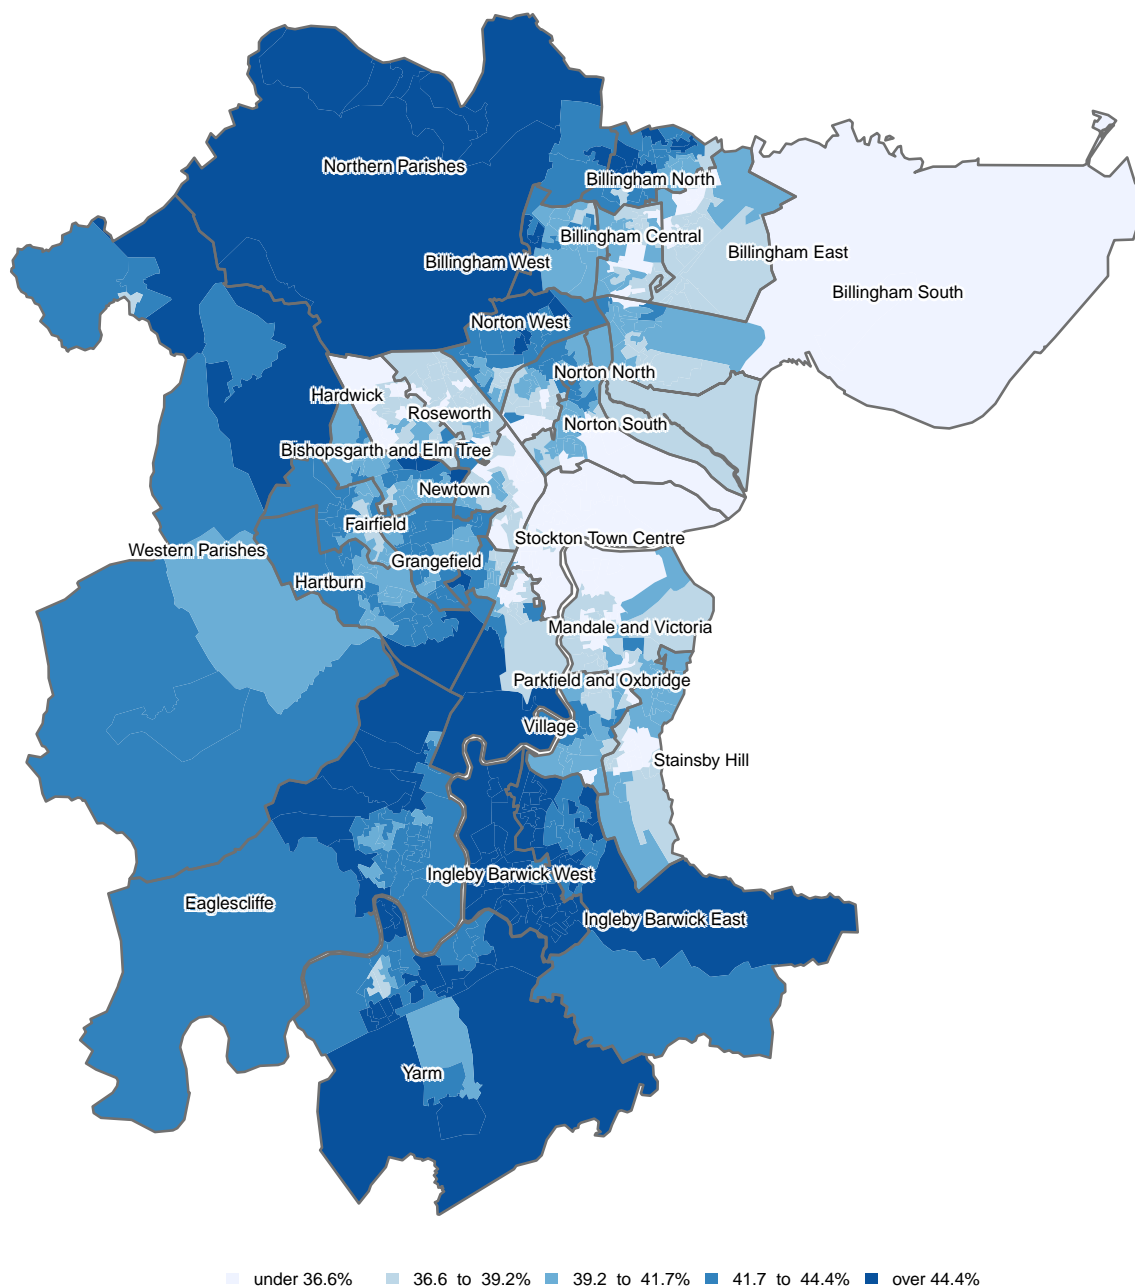 Northern Parishes
Billingham North
Billingham Central
Billingham East
Billingham West
Billingham South
Norton West
Norton North
Hardwick
Roseworth
Norton South
Bishopsgarth and Elm Tree
Newtown
Fairfield
Stockton Town Centre
Western Parishes
Grangefield
Hartburn
Mandale and Victoria
Parkfield and Oxbridge
Village
Stainsby Hill
Ingleby Barwick West
Eaglescliffe
Ingleby Barwick East
Yarm
under 36.6% 36.6 to 39.2% 39.2 to 41.7% 41.7 to 44.4% over 44.4%